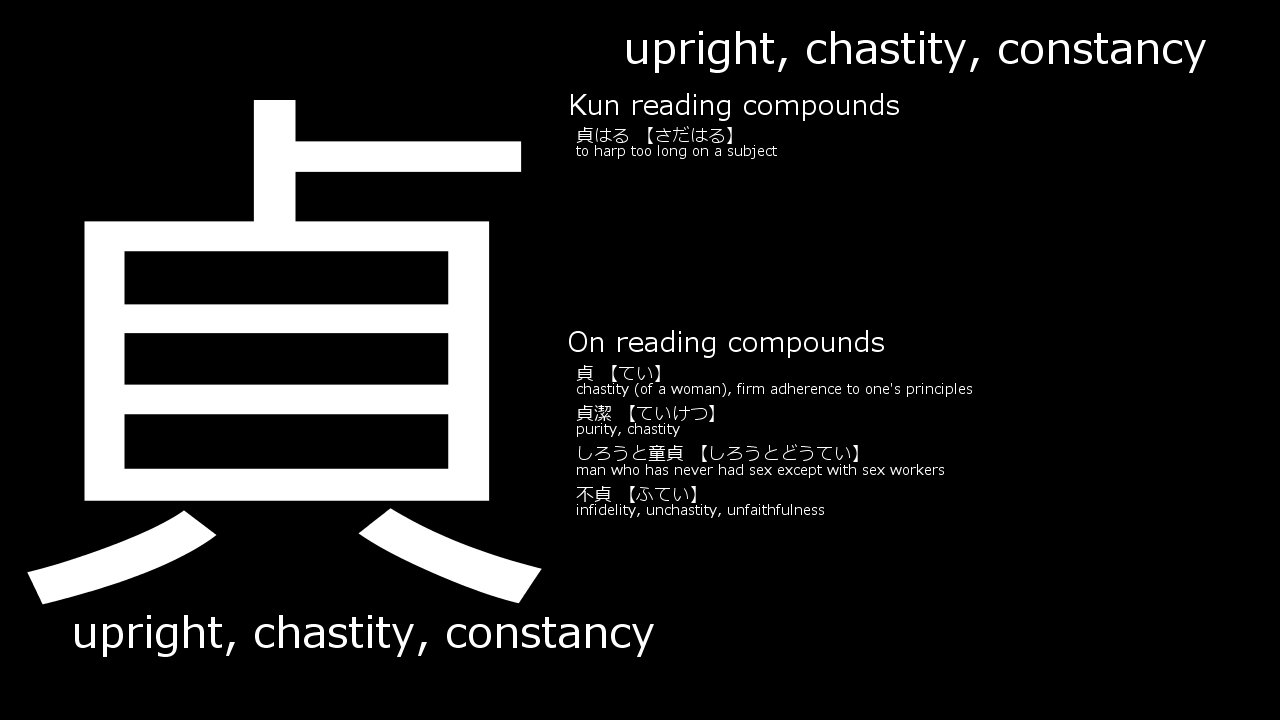 貞
upright, chastity, constancy
upright, chastity, constancy
Kun reading compounds
貞はる 【さだはる】
to harp too long on a subject
On reading compounds
貞 【てい】
chastity (of a woman), firm adherence to one's principles
貞潔 【ていけつ】
purity, chastity
しろうと童貞 【しろうとどうてい】
man who has never had sex except with sex workers
不貞 【ふてい】
infidelity, unchastity, unfaithfulness